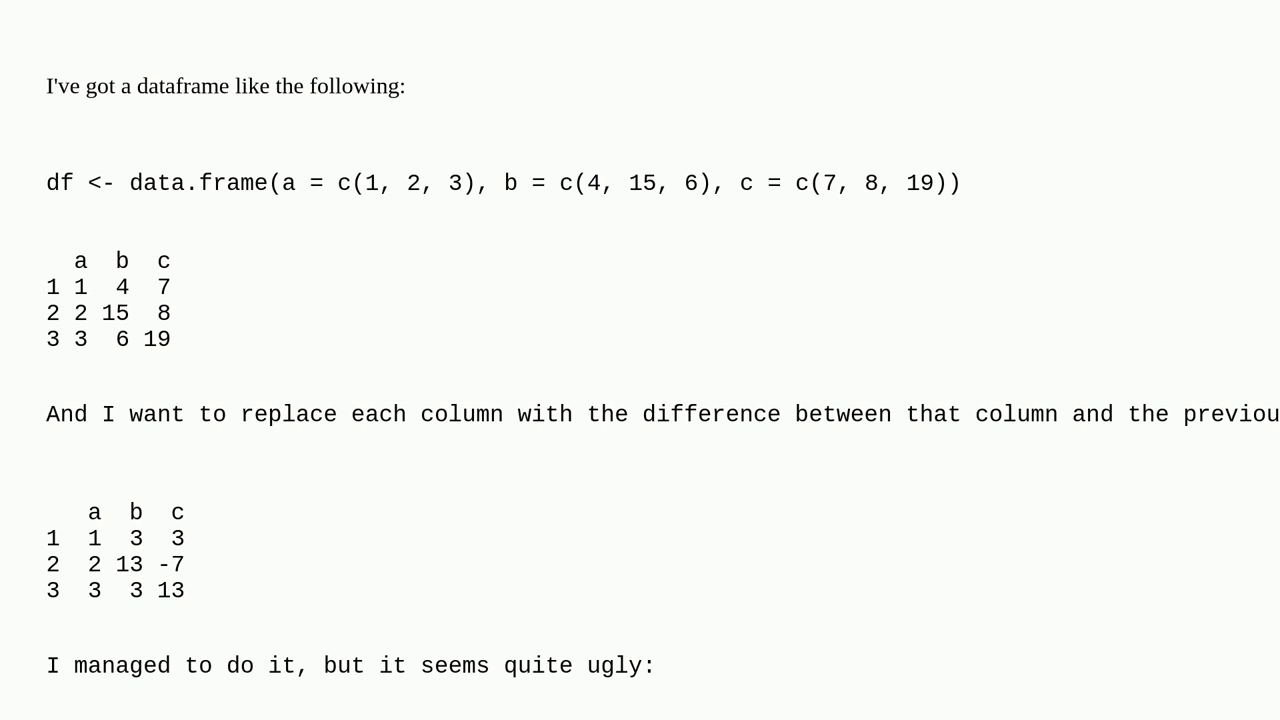 I've got a dataframe like the following:
df <- data.frame(a = c(1, 2, 3), b = c(4, 15, 6), c = c(7, 8, 19))
  a  b  c
1 1  4  7
2 2 15  8
3 3  6 19
And I want to replace each column with the difference between that column and the previou
   a  b  c
1  1  3  3
2  2 13 -7
3  3  3 13
I managed to do it, but it seems quite ugly: